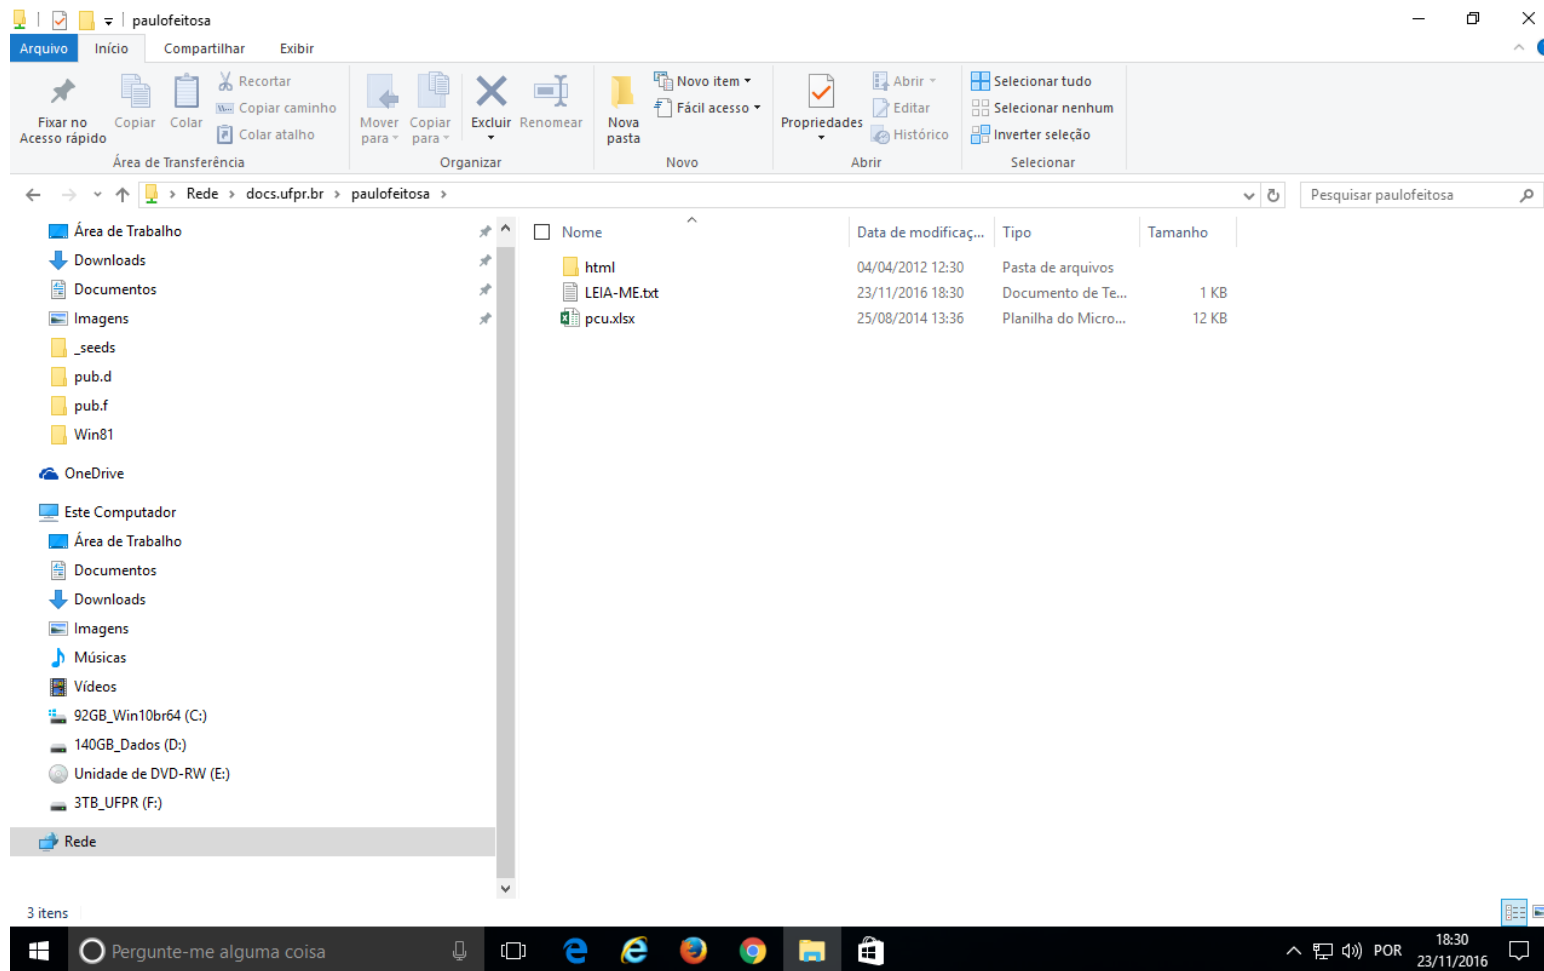 paulofeitosa
Arquivo Início Compartilhar Exibir
Fixar no Acesso rápido
Copiar
Colar
Recortar
Copiar caminho
Colar atalho
Área de Transferência
Mover para
Copiar para
Excluir
Renomear
Organizar
Nova pasta
Novo item
Fácil acesso
Novo
Propriedades
Abrir
Editar
Histórico
Abrir
Selecionar tudo
Selecionar nenhum
Inverter seleção
Selecionar
Rede > docs.ufpr.br > paulofeitosa >
Pesquisar paulofeitosa
Área de Trabalho
Downloads
Documentos
Imagens
_seeds
pub.d
pub.f
Win81
OneDrive
Este Computador
Área de Trabalho
Documentos
Downloads
Imagens
Músicas
Vídeos
92GB_Win10br64 (C:)
140GB_Dados (D:)
Unidade de DVD-RW (E:)
3TB_UFPR (F:)
Rede
Nome Data de modificaç... Tipo Tamanho
html 04/04/2012 12:30 Pasta de arquivos
LEIA-ME.txt 23/11/2016 18:30 Documento de Te... 1 KB
pcu.xlsx 25/08/2014 13:36 Planilha do Micro... 12 KB
3 itens
Pergunte-me alguma coisa
POR
18:30
23/11/2016